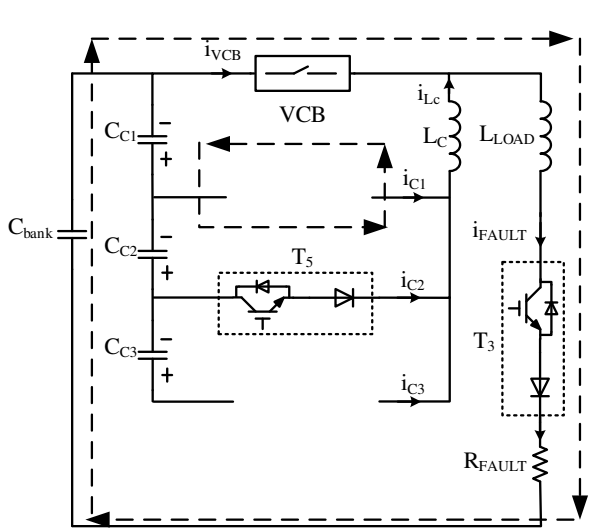 i_VCB
VCB
i_Lc
L_C
L_LOAD
C_C1
i_C1
C_bank
C_C2
T_5
i_FAULT
i_C2
C_C3
T_3
i_C3
R_FAULT